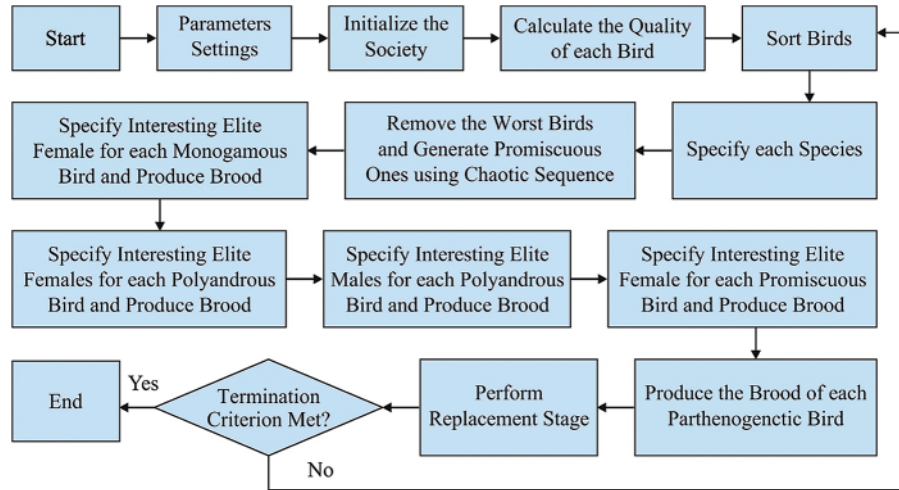 Start
Parameters
Settings
Initialize the
Society
Calculate the Quality
of each Bird
Sort Birds
Specify each Species
Remove the Worst Birds
and Generate Promiscuous
Ones using Chaotic Sequence
Specify Interesting Elite
Female for each Monogamous
Bird and Produce Brood
Specify Interesting Elite
Females for each Polyandrous
Bird and Produce Brood
Specify Interesting Elite
Males for each Polyandrous
Bird and Produce Brood
Specify Interesting Elite
Female for each Promiscuous
Bird and Produce Brood
Produce the Brood of each
Parthenogenctic Bird
Perform
Replacement Stage
Termination
Criterion Met?
Yes
End
No